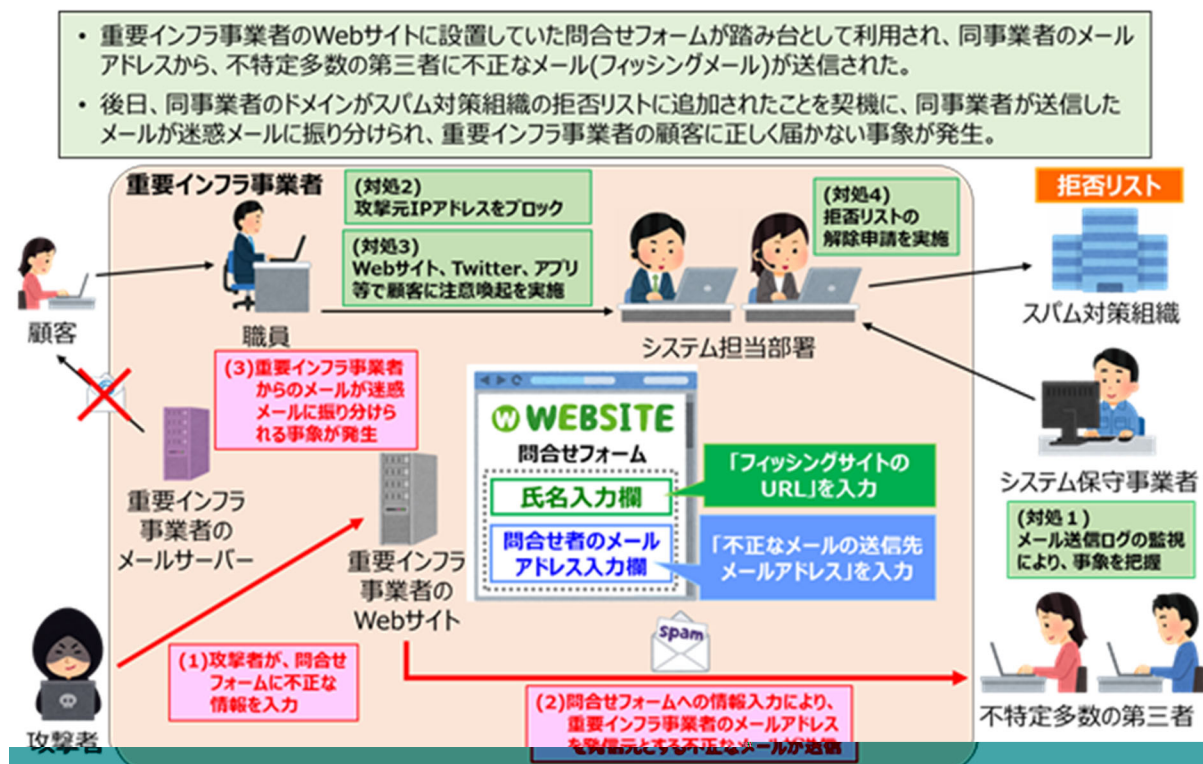 • 重要インフラ事業者のWebサイトに設置していた問合せフォームが踏み台として利用され、同事業者のメール
アドレスから、不特定多数の第三者に不正なメール(フィッシングメール)が送信された。
• 後日、同事業者のドメインがスパム対策組織の拒否リストに追加されたことを契機に、同事業者が送信した
メールが迷惑メールに振り分けられ、重要インフラ事業者の顧客に正しく届かない事象が発生。
重要インフラ事業者
(対処2)
攻撃元IPアドレスをブロック
(対処3)
Webサイト、Twitter、アプリ
等で顧客に注意喚起を実施
(対処4)
拒否リストの
解除申請を実施
拒否リスト
スパム対策組織
顧客
職員
システム担当部署
(3)重要インフラ事業者
からのメールが迷惑
メールに振り分けら
れる事象が発生
W WEBSITE
問合せフォーム
氏名入力欄
問合せ者のメール
アドレス入力欄
「フィッシングサイトの
URL」を入力
「不正なメールの送信先
メールアドレス」を入力
システム保守事業者
(対処1)
メール送信ログの監視
により、事象を把握
重要インフラ
事業者の
メールサーバー
重要インフラ
事業者の
Webサイト
spam
(1)攻撃者が、問合せ
フォームに不正な
情報を入力
(2)問合せフォームへの情報入力により、
重要インフラ事業者のメールアドレス
を発信元とする不正なメールが送信
攻撃者
不特定多数の第三者